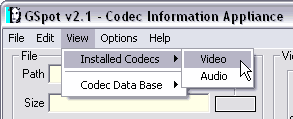 GSpot v2.1 - Codec Information Appliance
File Edit View Options Help
File
Installed Codecs
Video
Vi
Path
Audio
Codec Data Base
Size